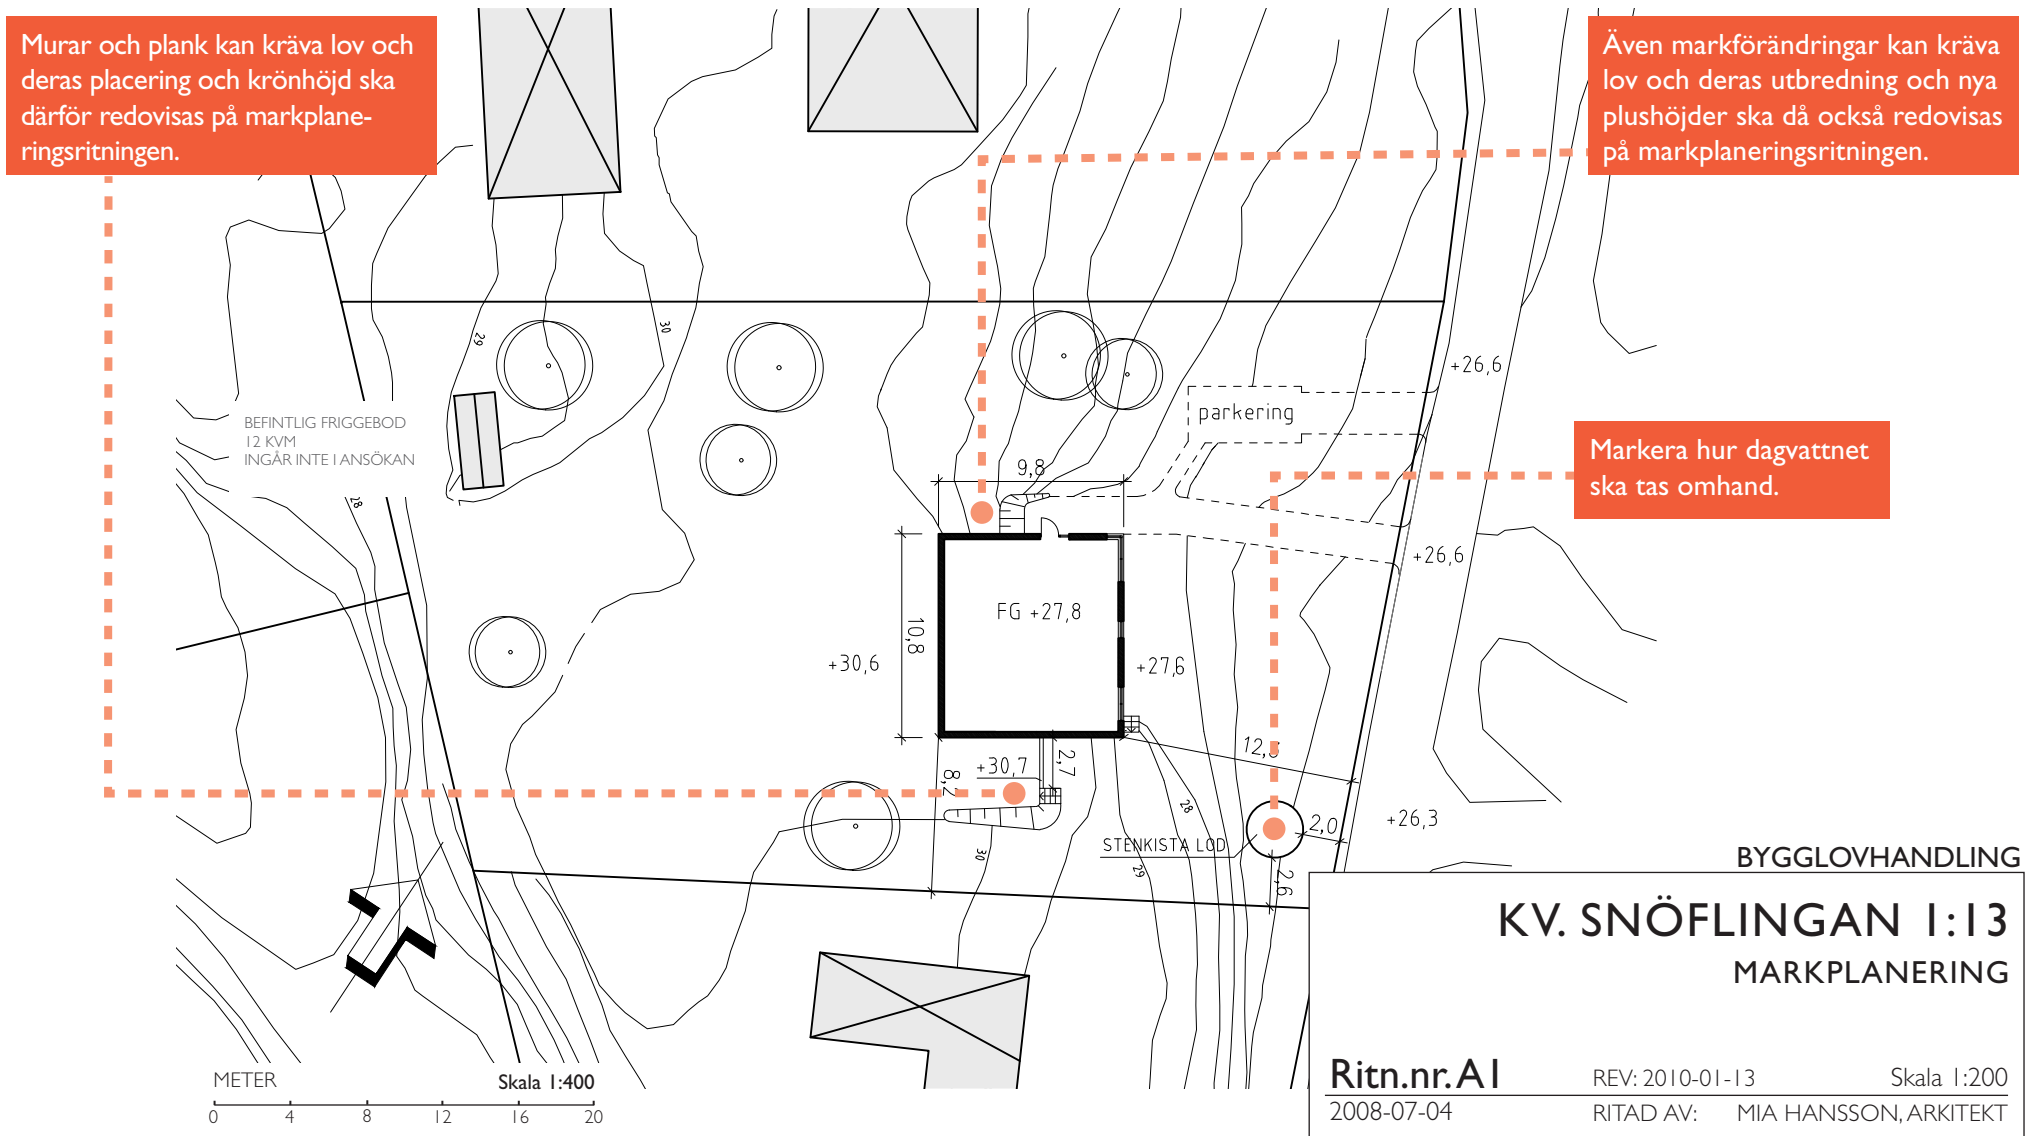 Murar och plank kan kräva lov och
deras placering och krönhöjd ska
därför redovisas på markplane-
ringsritningen.
Även markförändringar kan kräva
lov och deras utbredning och nya
plushöjder ska då också redovisas
på markplaneringsritningen.
29
30
+26,6
BEFINTLIG FRIGGEBOD
12 KVM
INGÅR INTE I ANSÖKAN
parkering
Markera hur dagvattnet
ska tas omhand.
9,8
28
+26,6
FG +27,8
10,8
+30,6
+27,6
12,
+30,7
2,7
8,2
28
2,0
+26,3
STENKISTA LOD
30
29
2,6
BYGGLOVHANDLING
KV. SNÖFLINGAN 1:13
MARKPLANERING
Ritn.nr. A1
REV: 2010-01-13
Skala 1:200
2008-07-04
RITAD AV:
MIA HANSSON, ARKITEKT
METER
Skala 1:400
0 4 8 12 16 20